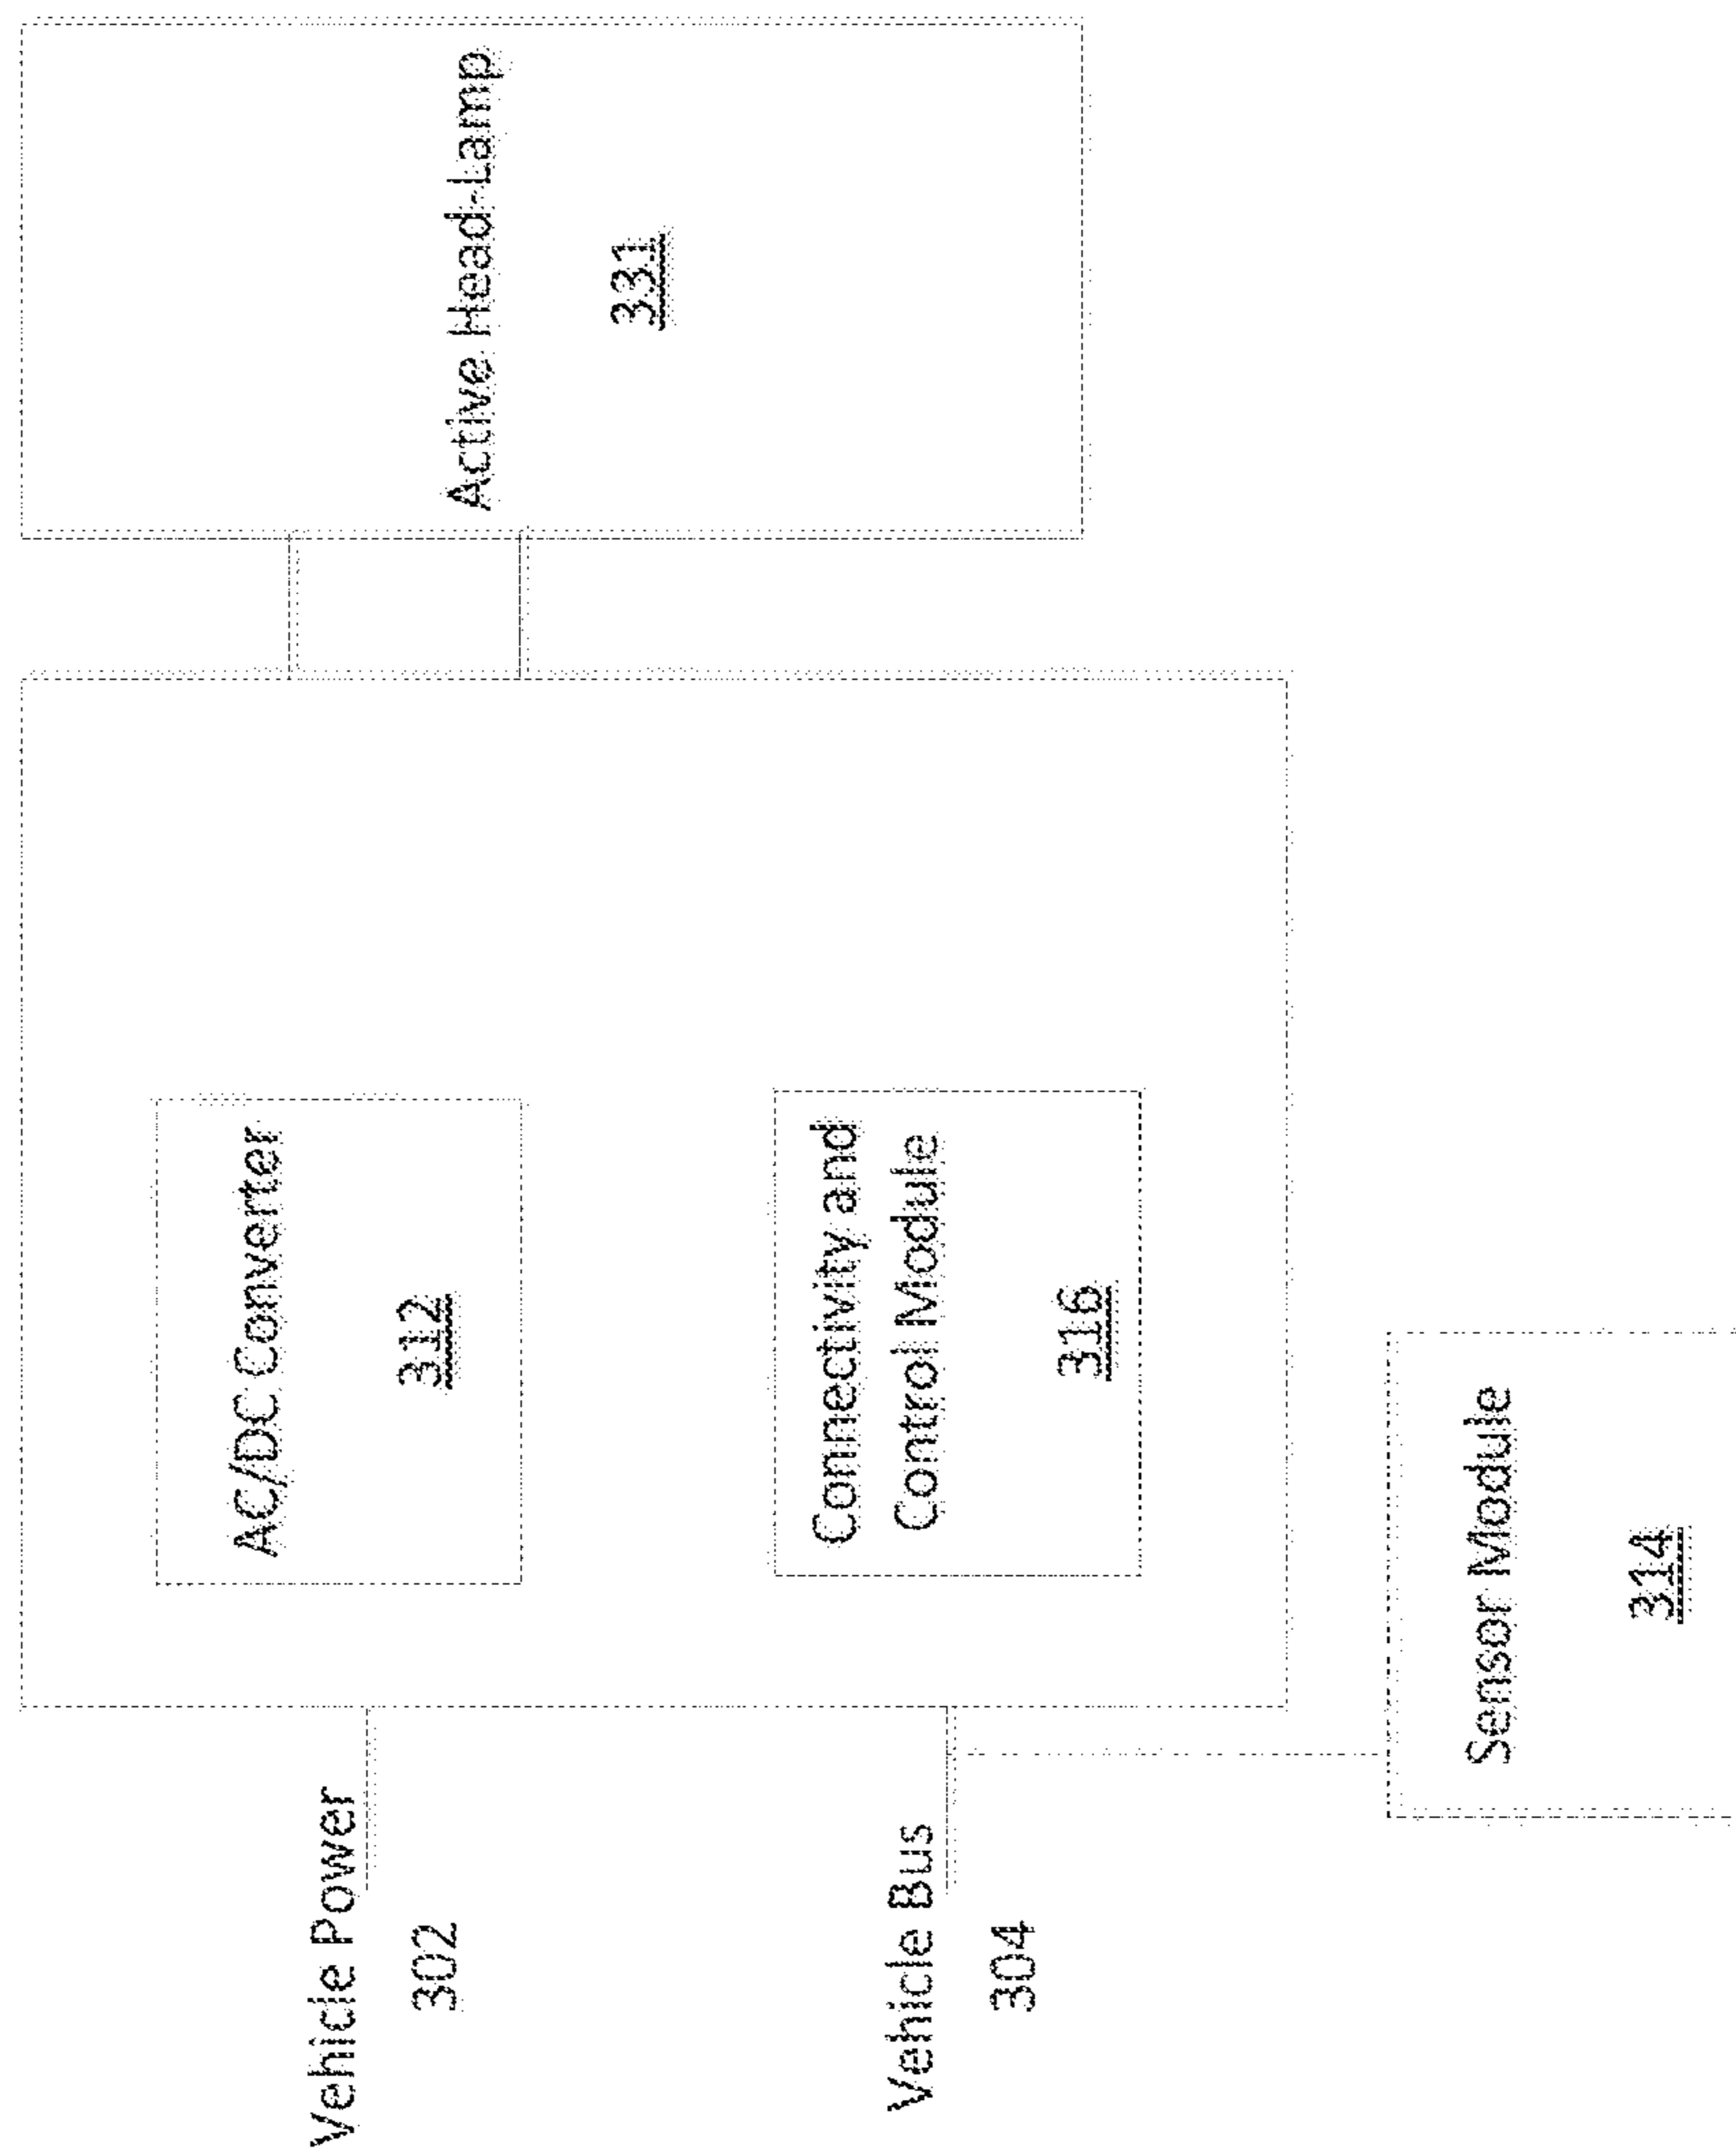 Vehicle Power
302
Vehicle Bus
304
AC/DC Converter
312
Connectivity and
Control Module
316
Sensor Module
314
Active Head-Lamp
331